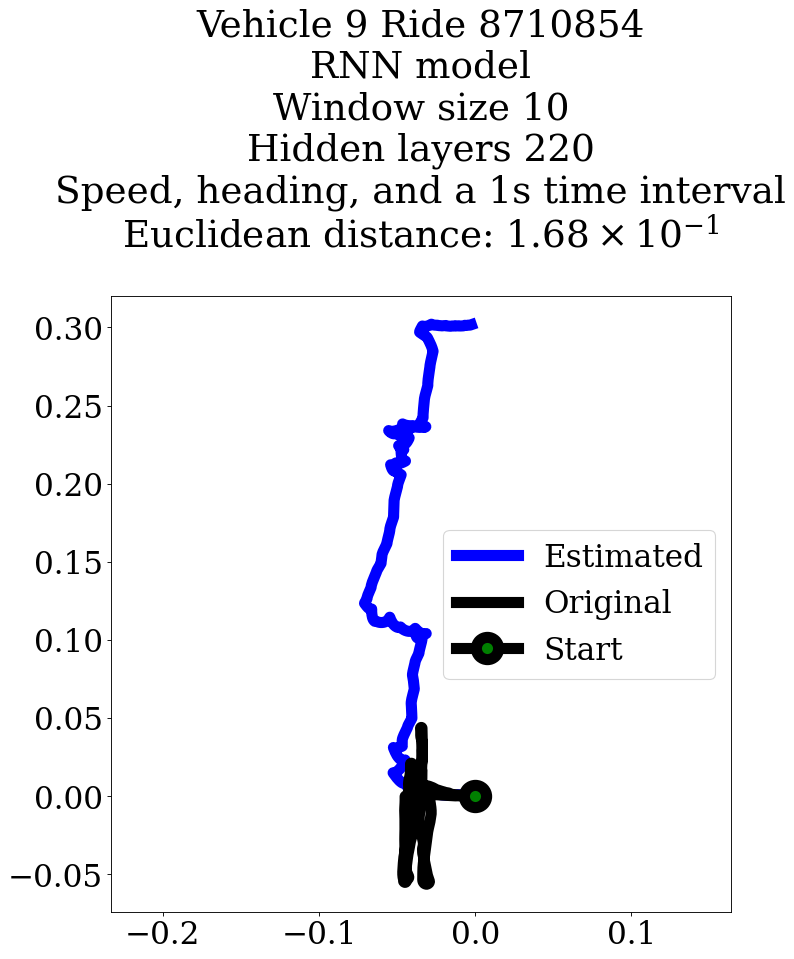 Vehicle 9 Ride 8710854
RNN model
Window size 10
Hidden layers 220
Speed, heading, and a 1s time interval
Euclidean distance: 1.68 × 10⁻¹
0.30
0.25
0.20
0.15
0.10
0.05
0.00
−0.05
Estimated
Original
Start
−0.2
−0.1
0.0
0.1